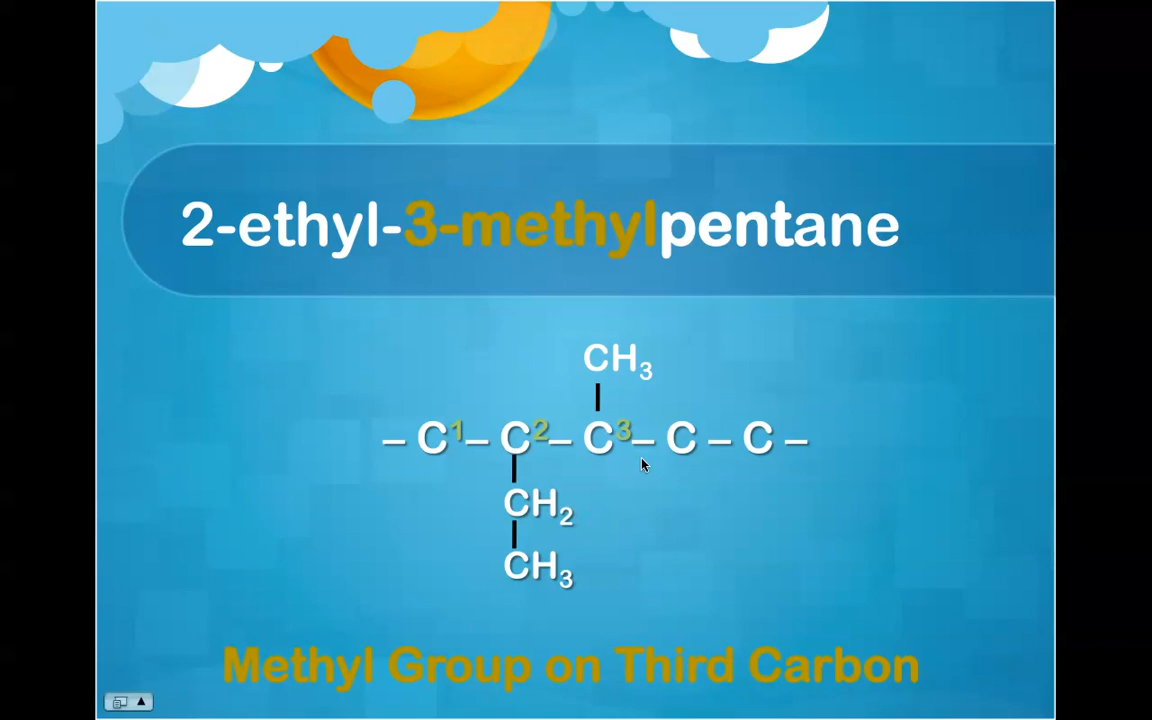 2-ethyl-3-methylpentane
CH₃
– C¹– C²– C³– C – C –
CH₂
CH₃
Methyl Group on Third Carbon